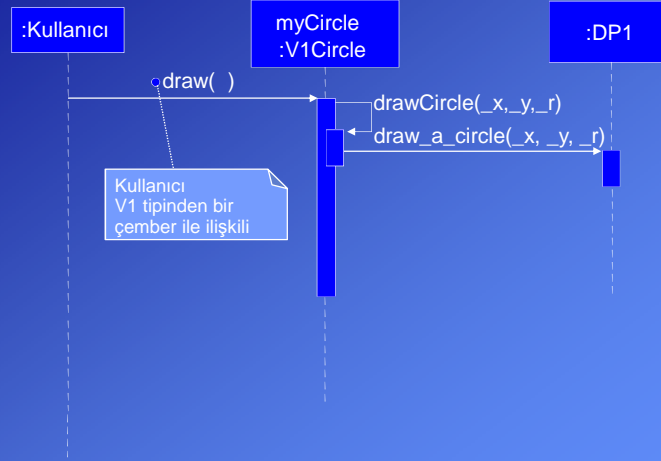 :Kullanıcı
myCircle
:V1Circle
:DP1
draw( )
drawCircle(_x,_y,_r)
draw_a_circle(_x, _y, _r)
Kullanıcı
V1 tipinden bir
çember ile ilişkili